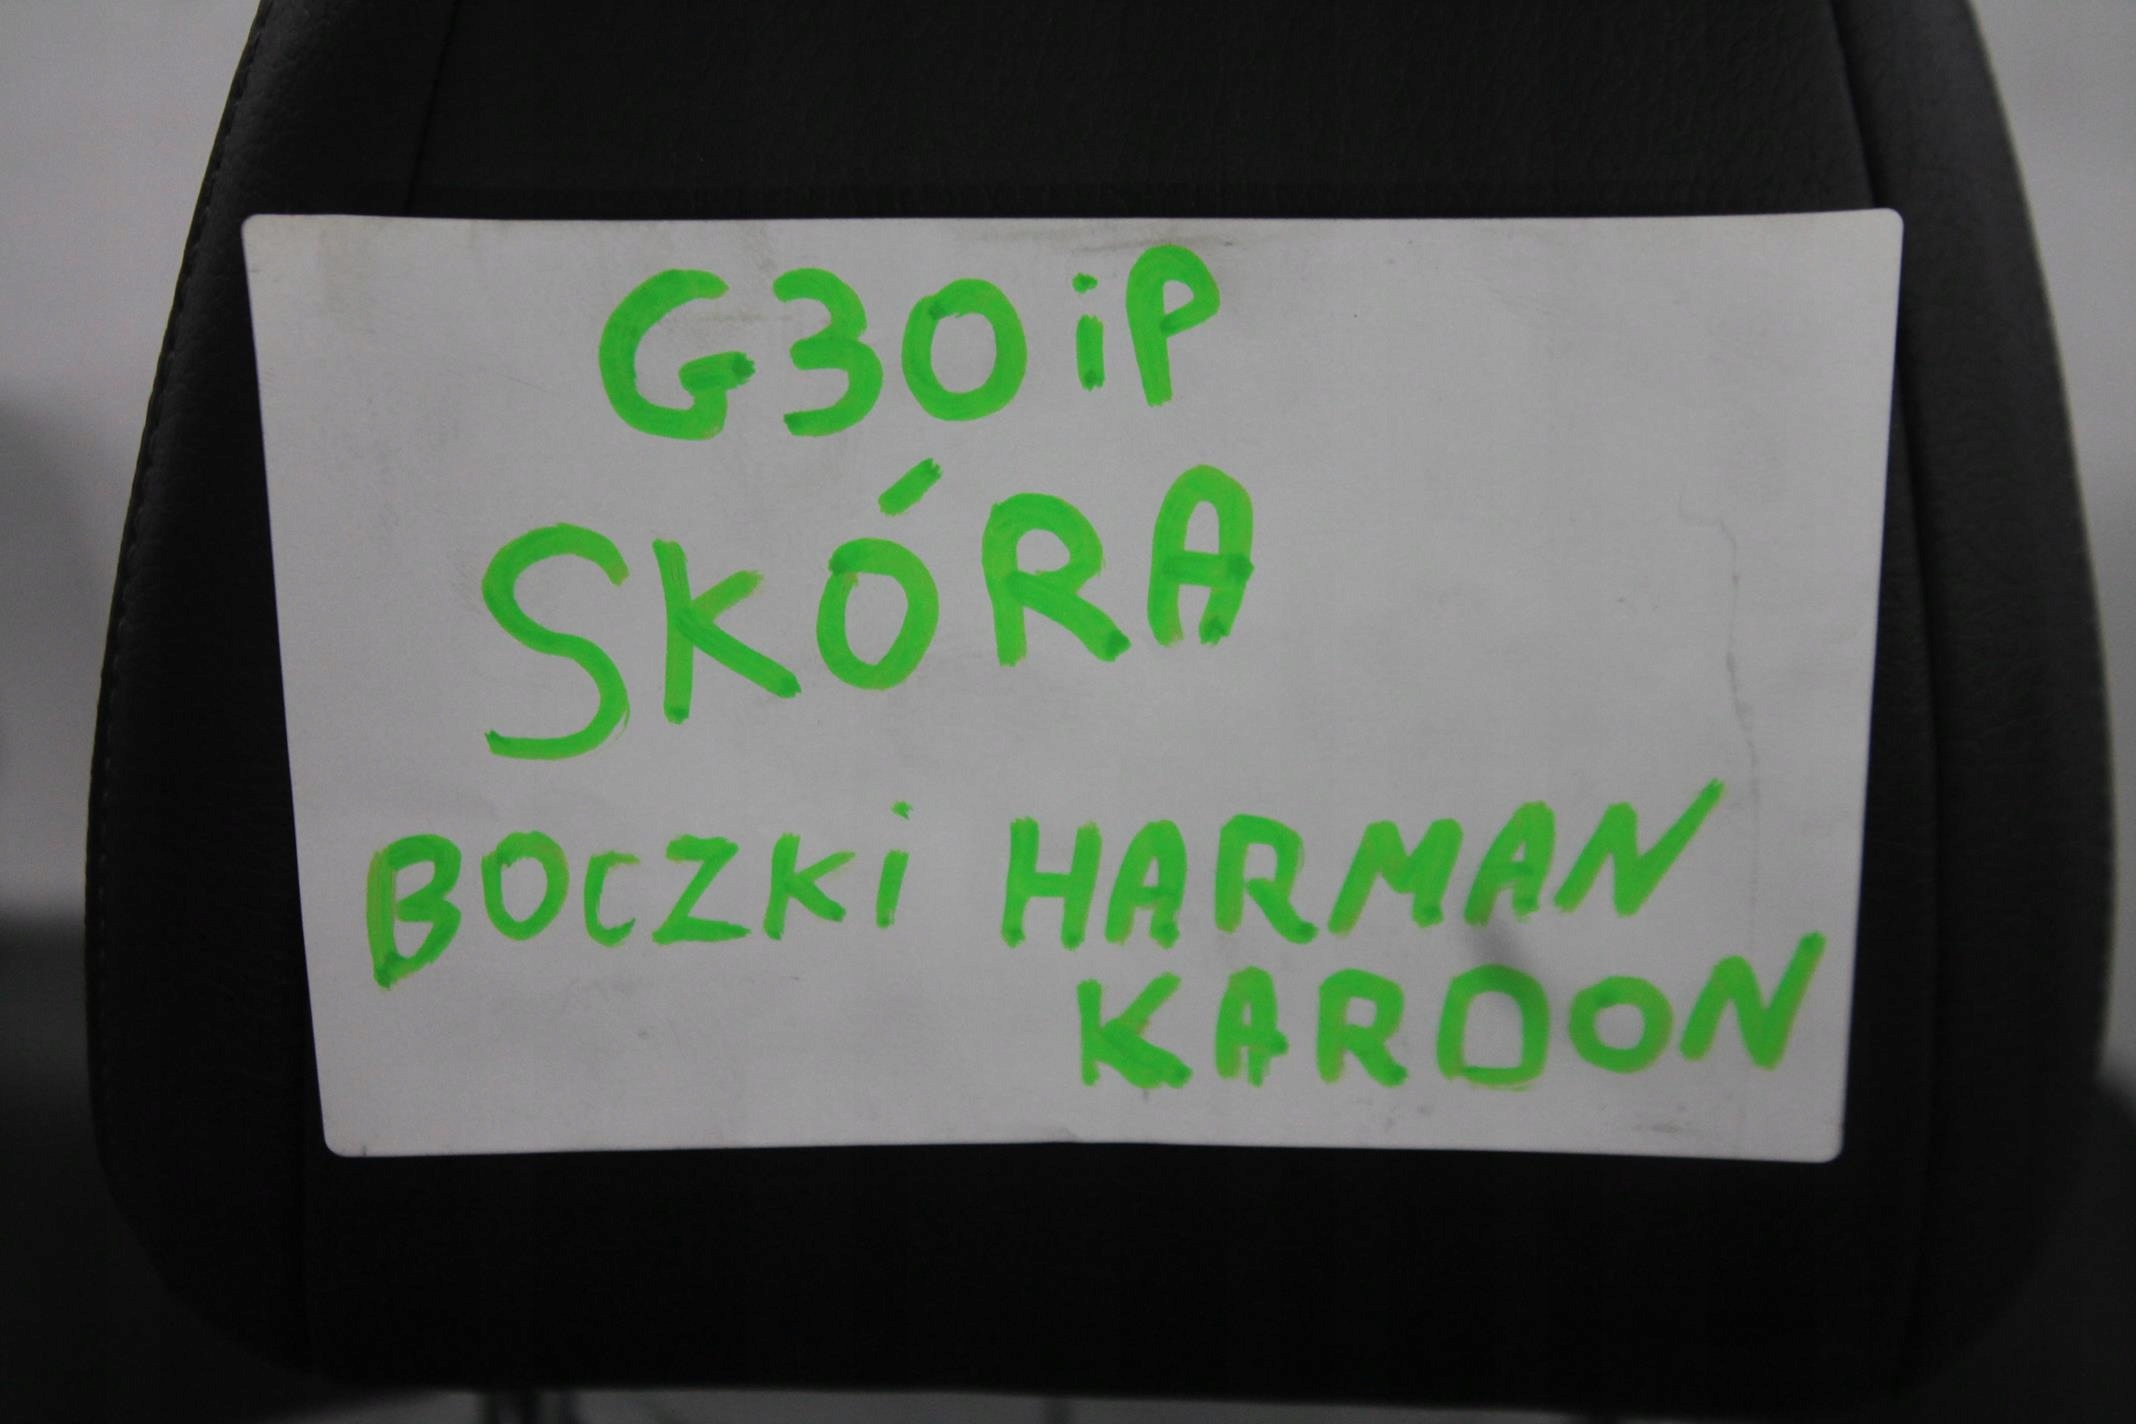 G30 iP
SKÓRA
BOCZKi HARMAN
KARDON